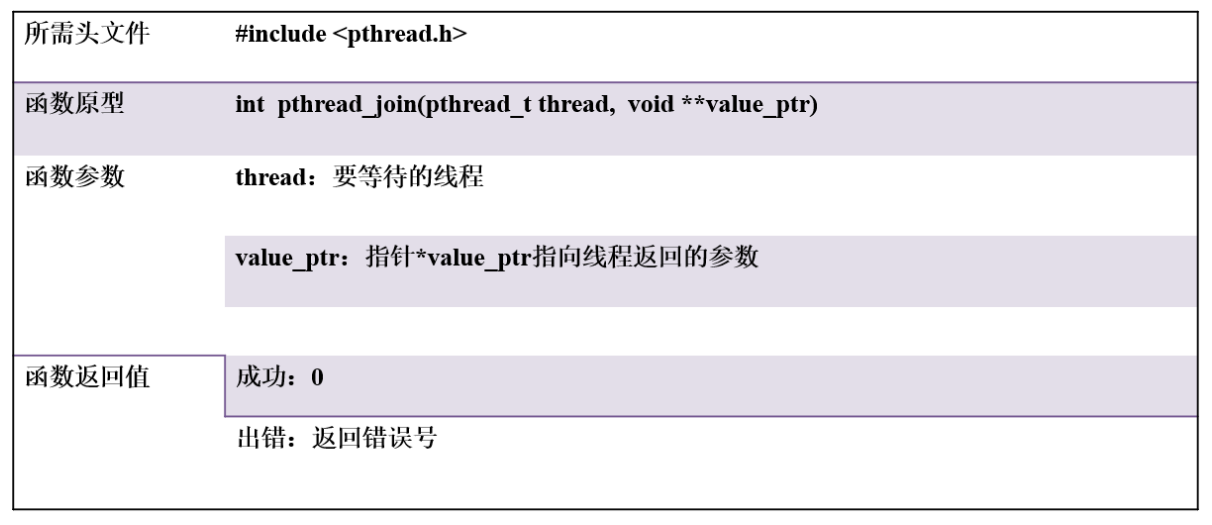 所需头文件 #include <pthread.h>
函数原型 int pthread_join(pthread_t thread, void **value_ptr)
函数参数 thread：要等待的线程
value_ptr：指针*value_ptr指向线程返回的参数
函数返回值 成功：0
出错：返回错误号